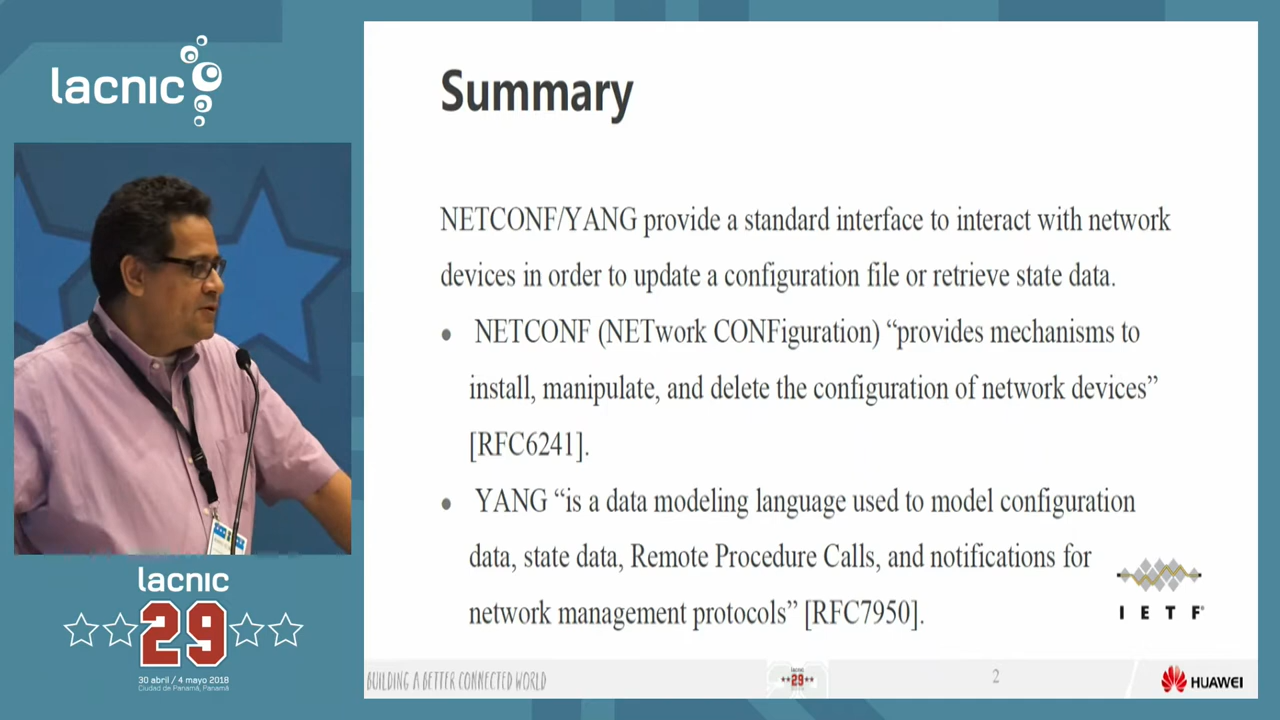 lacnic
Summary
NETCONF/YANG provide a standard interface to interact with network
devices in order to update a configuration file or retrieve state data.
• NETCONF (NETwork CONFiguration) “provides mechanisms to
install, manipulate, and delete the configuration of network devices”
[RFC6241].
• YANG “is a data modeling language used to model configuration
data, state data, Remote Procedure Calls, and notifications for
network management protocols” [RFC7950].
IETF
lacnic
29
30 abril / 4 mayo 2018
Ciudad de Panamá, Panamá
BUILDING A BETTER CONNECTED WORLD
lacnic
29
2
HUAWEI